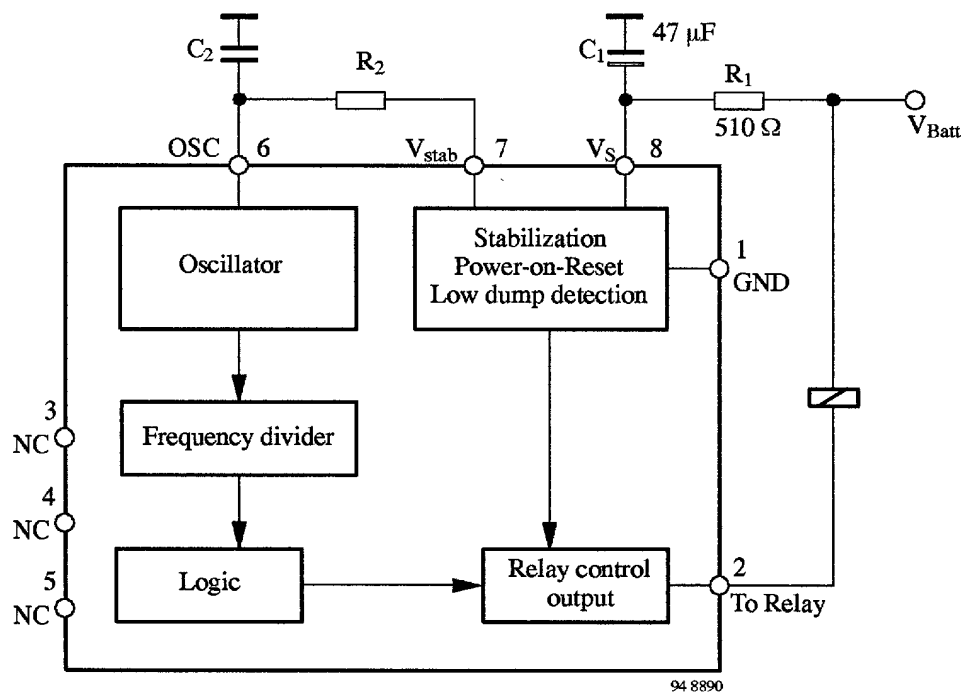 C2
R2
C1
47 μF
R1
510 Ω
VBatt
OSC
6
Vstab
7
VS
8
Oscillator
Stabilization
Power-on-Reset
Low dump detection
1
GND
3
NC
Frequency divider
4
NC
5
NC
Logic
Relay control
output
2
To Relay
94 8890